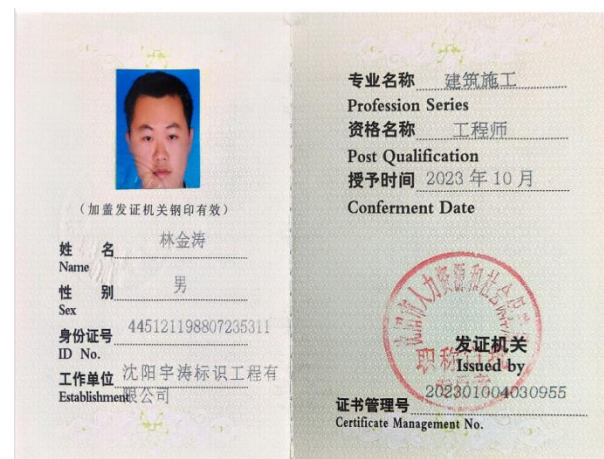 （加盖发证机关钢印有效）
姓 名 林金涛
Name
性 别 男
Sex
身份证号 445121198807235311
ID No.
工作单位 沈阳宇涛标识工程有
Establishment 限公司
专业名称 建筑施工
Profession Series
资格名称 工程师
Post Qualification
授予时间 2023 年 10 月
Conferment Date
发证机关
Issued by
证书管理号 202301004030955
Certificate Management No.